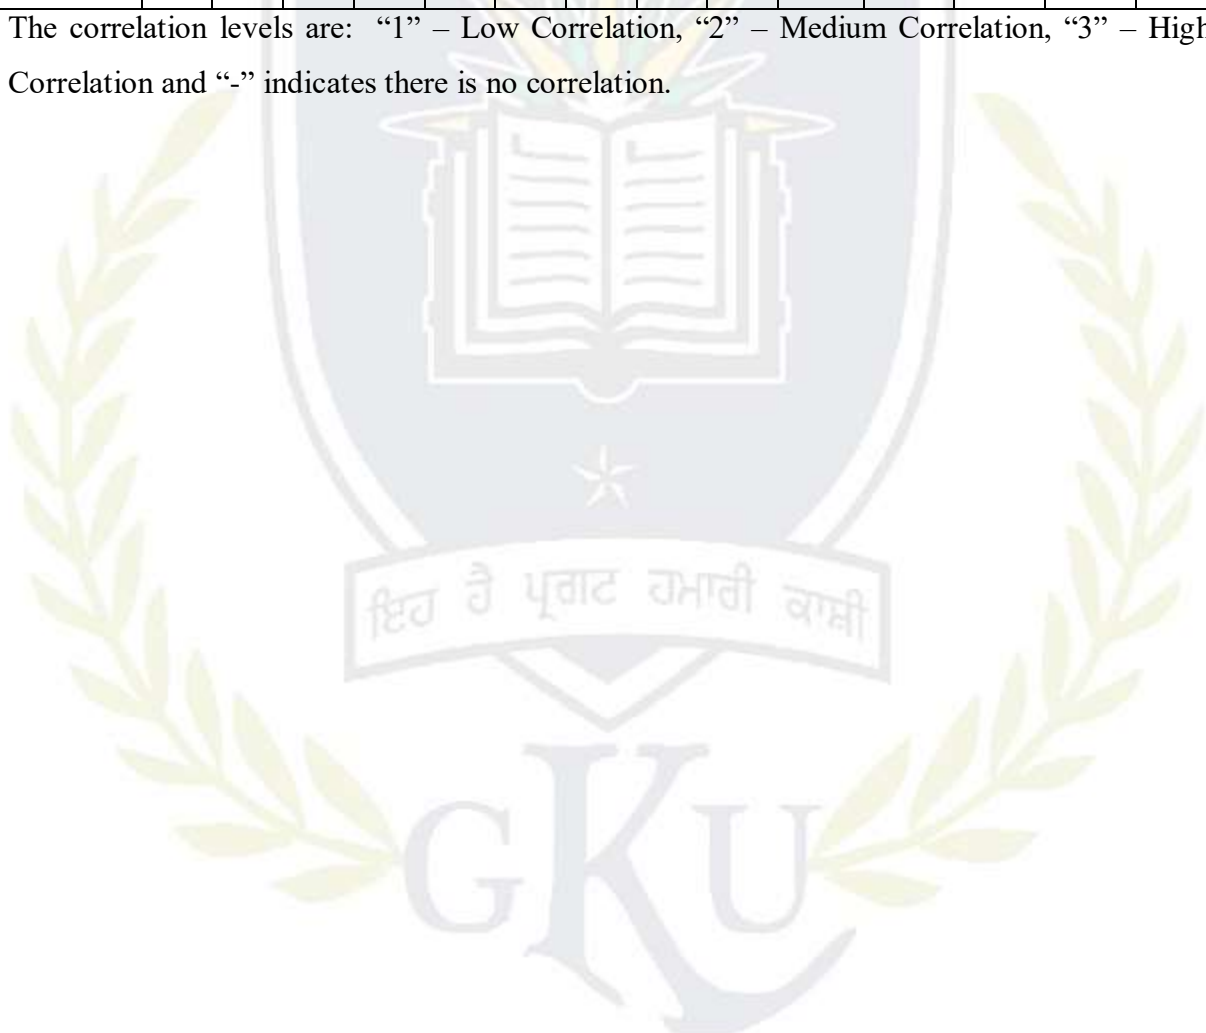 The correlation levels are: “1” – Low Correlation, “2” – Medium Correlation, “3” – High
Correlation and “-” indicates there is no correlation.
ਇਹ ਹੈ ਪ੍ਰਗਟ ਹਮਾਰੀ ਕਾਸ਼ੀ
GKU